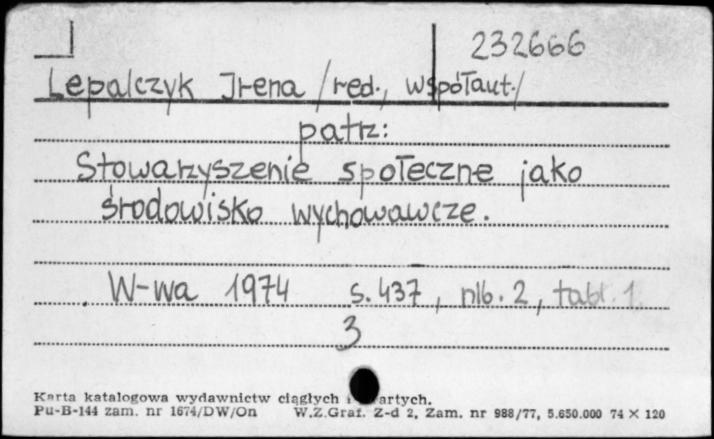 232666
Lepalczyk Irena /red., współaut./
patrz:
Stowarzyszenie społeczne jako
środowisko wychowawcze.
W-wa 1974 s. 437, nlb. 2, tabl. 1.
3
Karta katalogowa wydawnictw ciągłych
Pu-B-144 zam. nr 1674/DW/On W.Z.Graf. Z-d 2, Zam. nr 988/77, 5.650.000 74 × 120